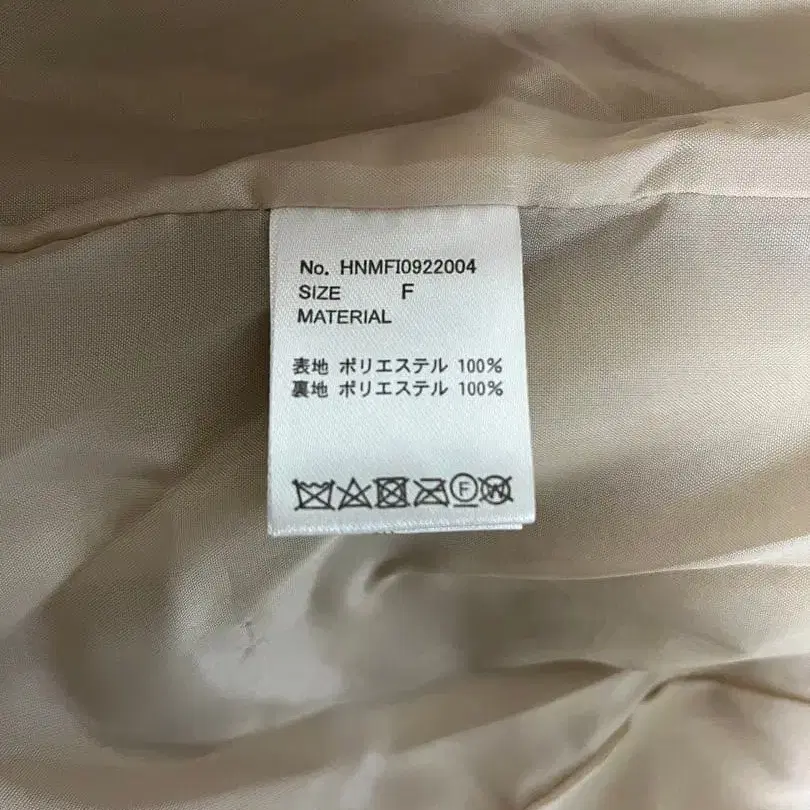 No. HNMFI0922004
SIZE F
MATERIAL
表地 ポリエステル 100%
裏地 ポリエステル 100%
F W